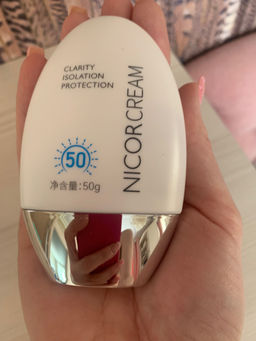 CLARITY
ISOLATION
PROTECTION
NICORCREAM
50
净含量:50g